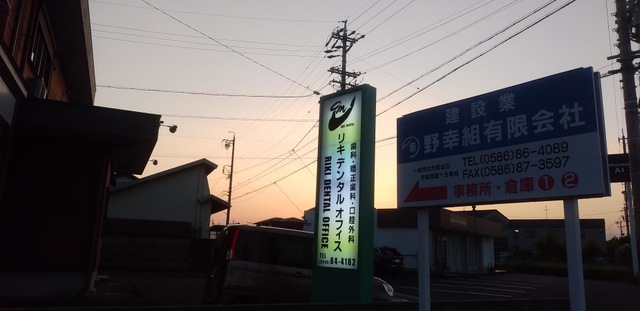 歯科・矯正歯科・口腔外科
リキ デンタル オフィス
RIKI DENTAL OFFICE
TEL
84-4182
建設業
野幸組有限会社
TEL(0586)86-4089
FAX(0586)87-3597
事務所・倉庫 1 2
AI